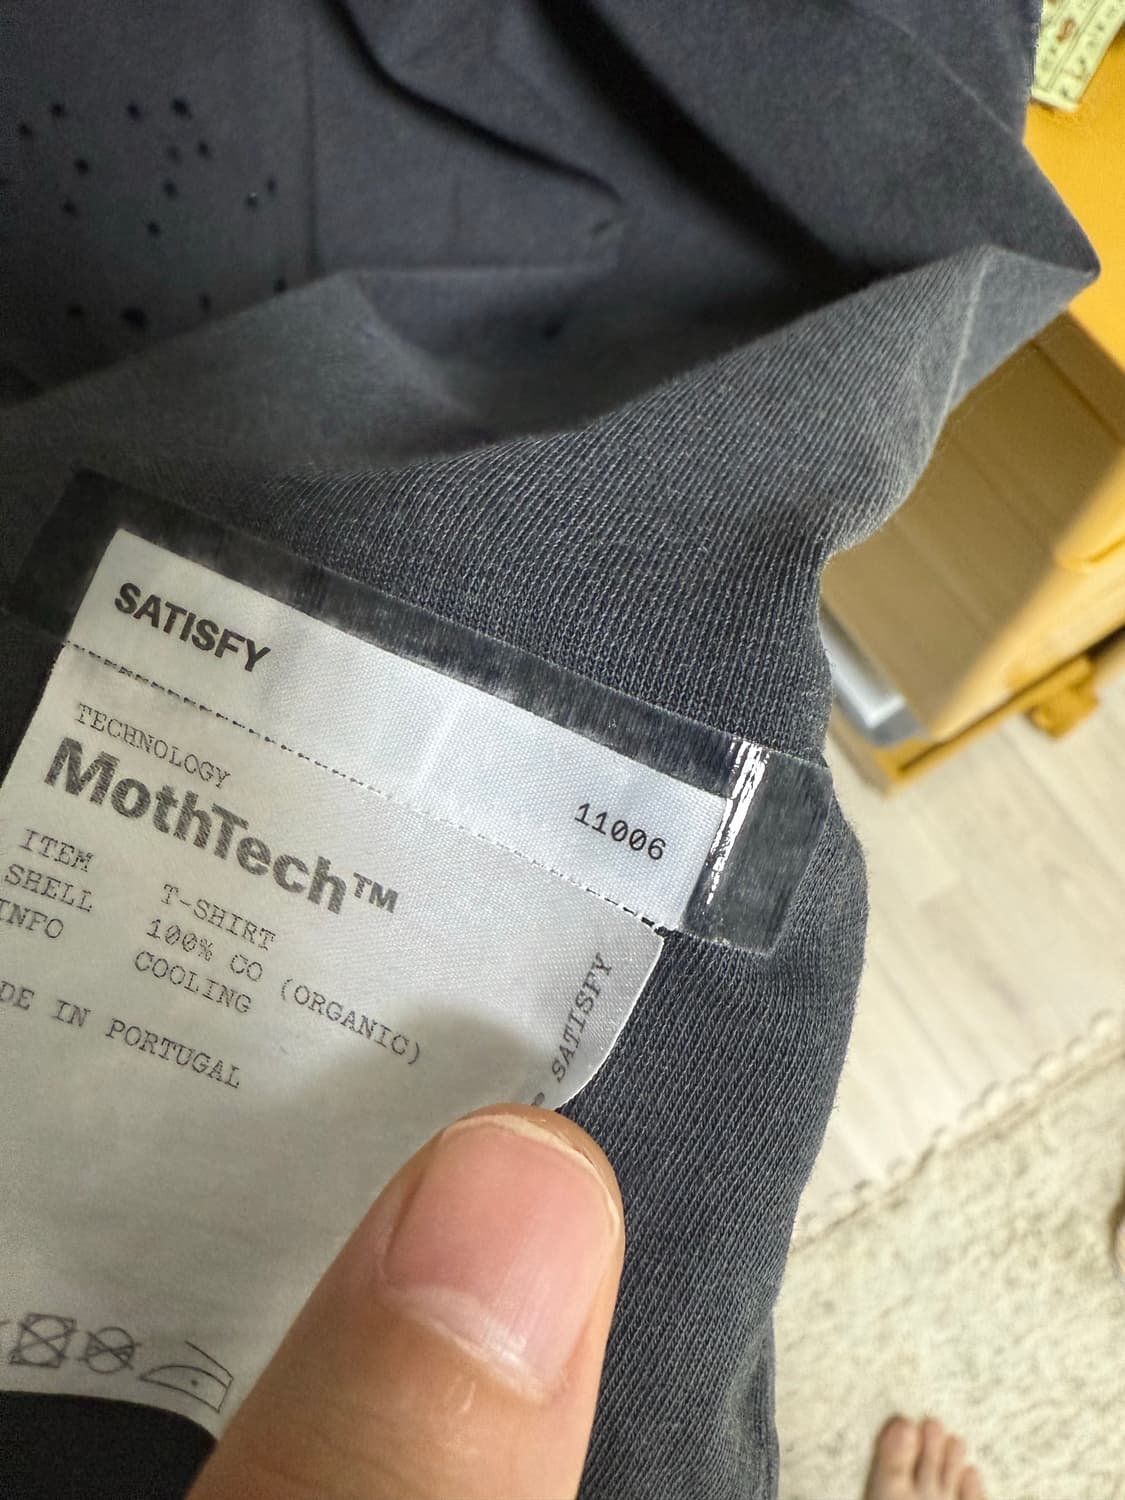 SATISFY
11006
TECHNOLOGY
MothTech™
ITEM T-SHIRT
SHELL 100% CO (ORGANIC)
INFO COOLING
DE IN PORTUGAL
SATISFY